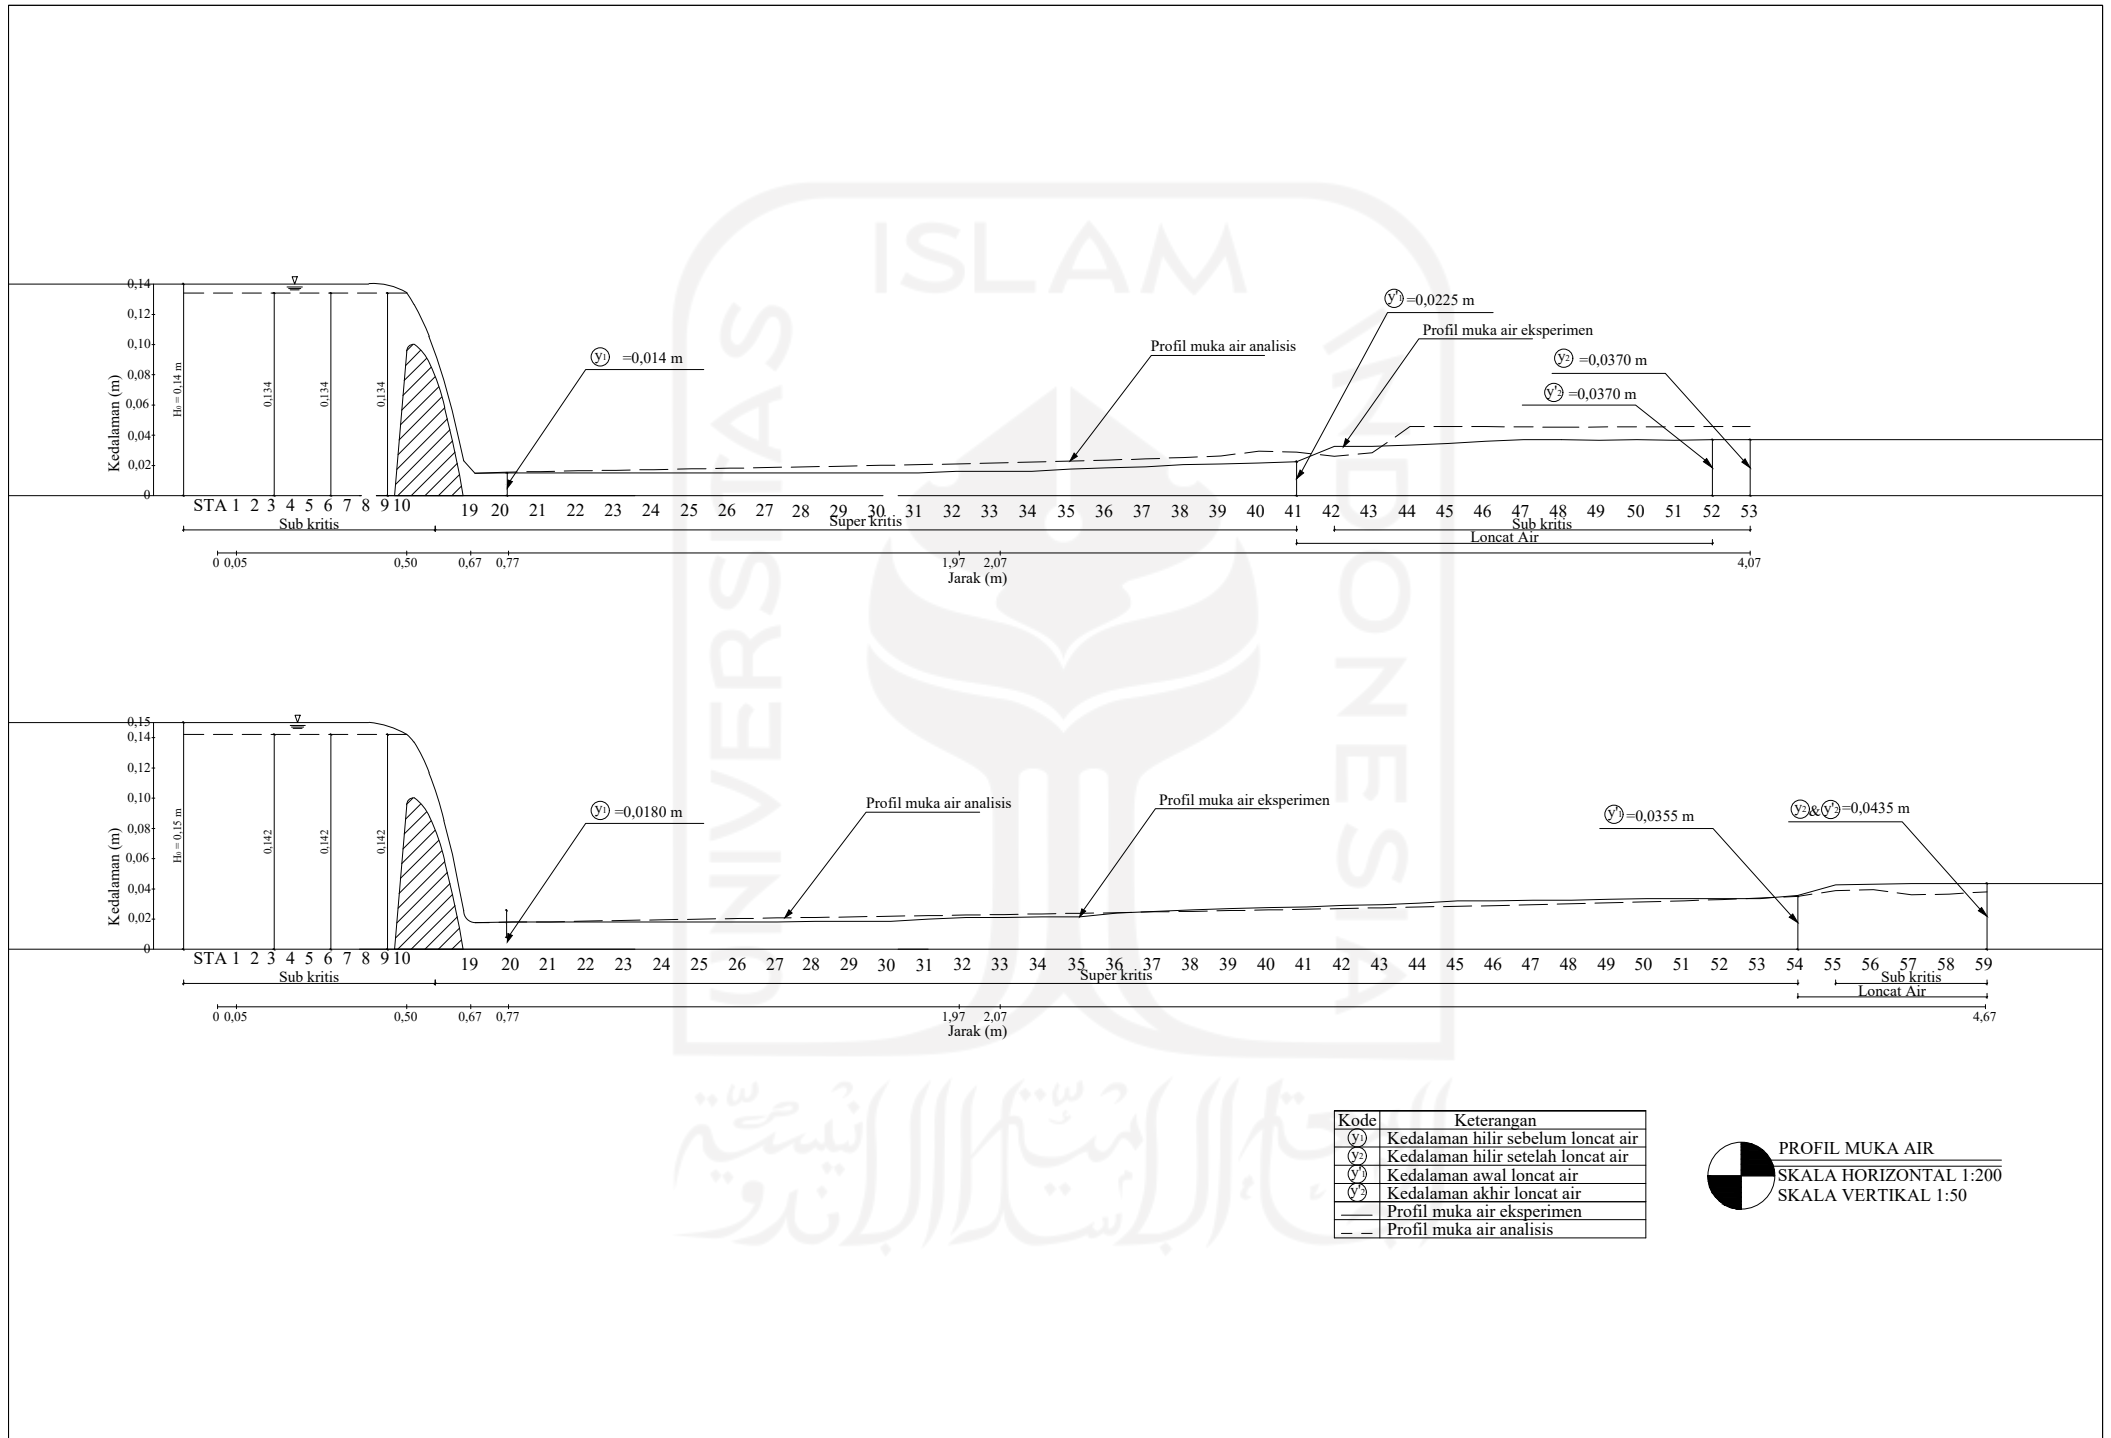 0,14
0,12
0,10
0,08
0,06
0,04
0,02
0
Kedalaman (m)
H₀ = 0,14 m
0,134
0,134
0,134
y₁ =0,014 m
Profil muka air analisis
y'₁ =0,0225 m
Profil muka air eksperimen
y₂ =0,0370 m
y'₂ =0,0370 m
STA 1 2 3 4 5 6 7 8 9 10 19 20 21 22 23 24 25 26 27 28 29 30 31 32 33 34 35 36 37 38 39 40 41 42 43 44 45 46 47 48 49 50 51 52 53
Sub kritis
Super kritis
Sub kritis
Loncat Air
0 0,05 0,50 0,67 0,77 1,97 2,07 4,07
Jarak (m)
0,15
0,14
0,12
0,10
0,08
0,06
0,04
0,02
0
Kedalaman (m)
H₀ = 0,15 m
0,142
0,142
0,142
y₁ =0,0180 m
Profil muka air analisis
Profil muka air eksperimen
y'₁ =0,0355 m
y₂ & y'₂ =0,0435 m
STA 1 2 3 4 5 6 7 8 9 10 19 20 21 22 23 24 25 26 27 28 29 30 31 32 33 34 35 36 37 38 39 40 41 42 43 44 45 46 47 48 49 50 51 52 53 54 55 56 57 58 59
Sub kritis
Super kritis
Sub kritis
Loncat Air
0 0,05 0,50 0,67 0,77 1,97 2,07 4,67
Jarak (m)
Kode Keterangan
y₁ Kedalaman hilir sebelum loncat air
y₂ Kedalaman hilir setelah loncat air
y'₁ Kedalaman awal loncat air
y'₂ Kedalaman akhir loncat air
Profil muka air eksperimen
Profil muka air analisis
PROFIL MUKA AIR
SKALA HORIZONTAL 1:200
SKALA VERTIKAL 1:50
UNIVERSITAS
ISLAM
INDONESIA